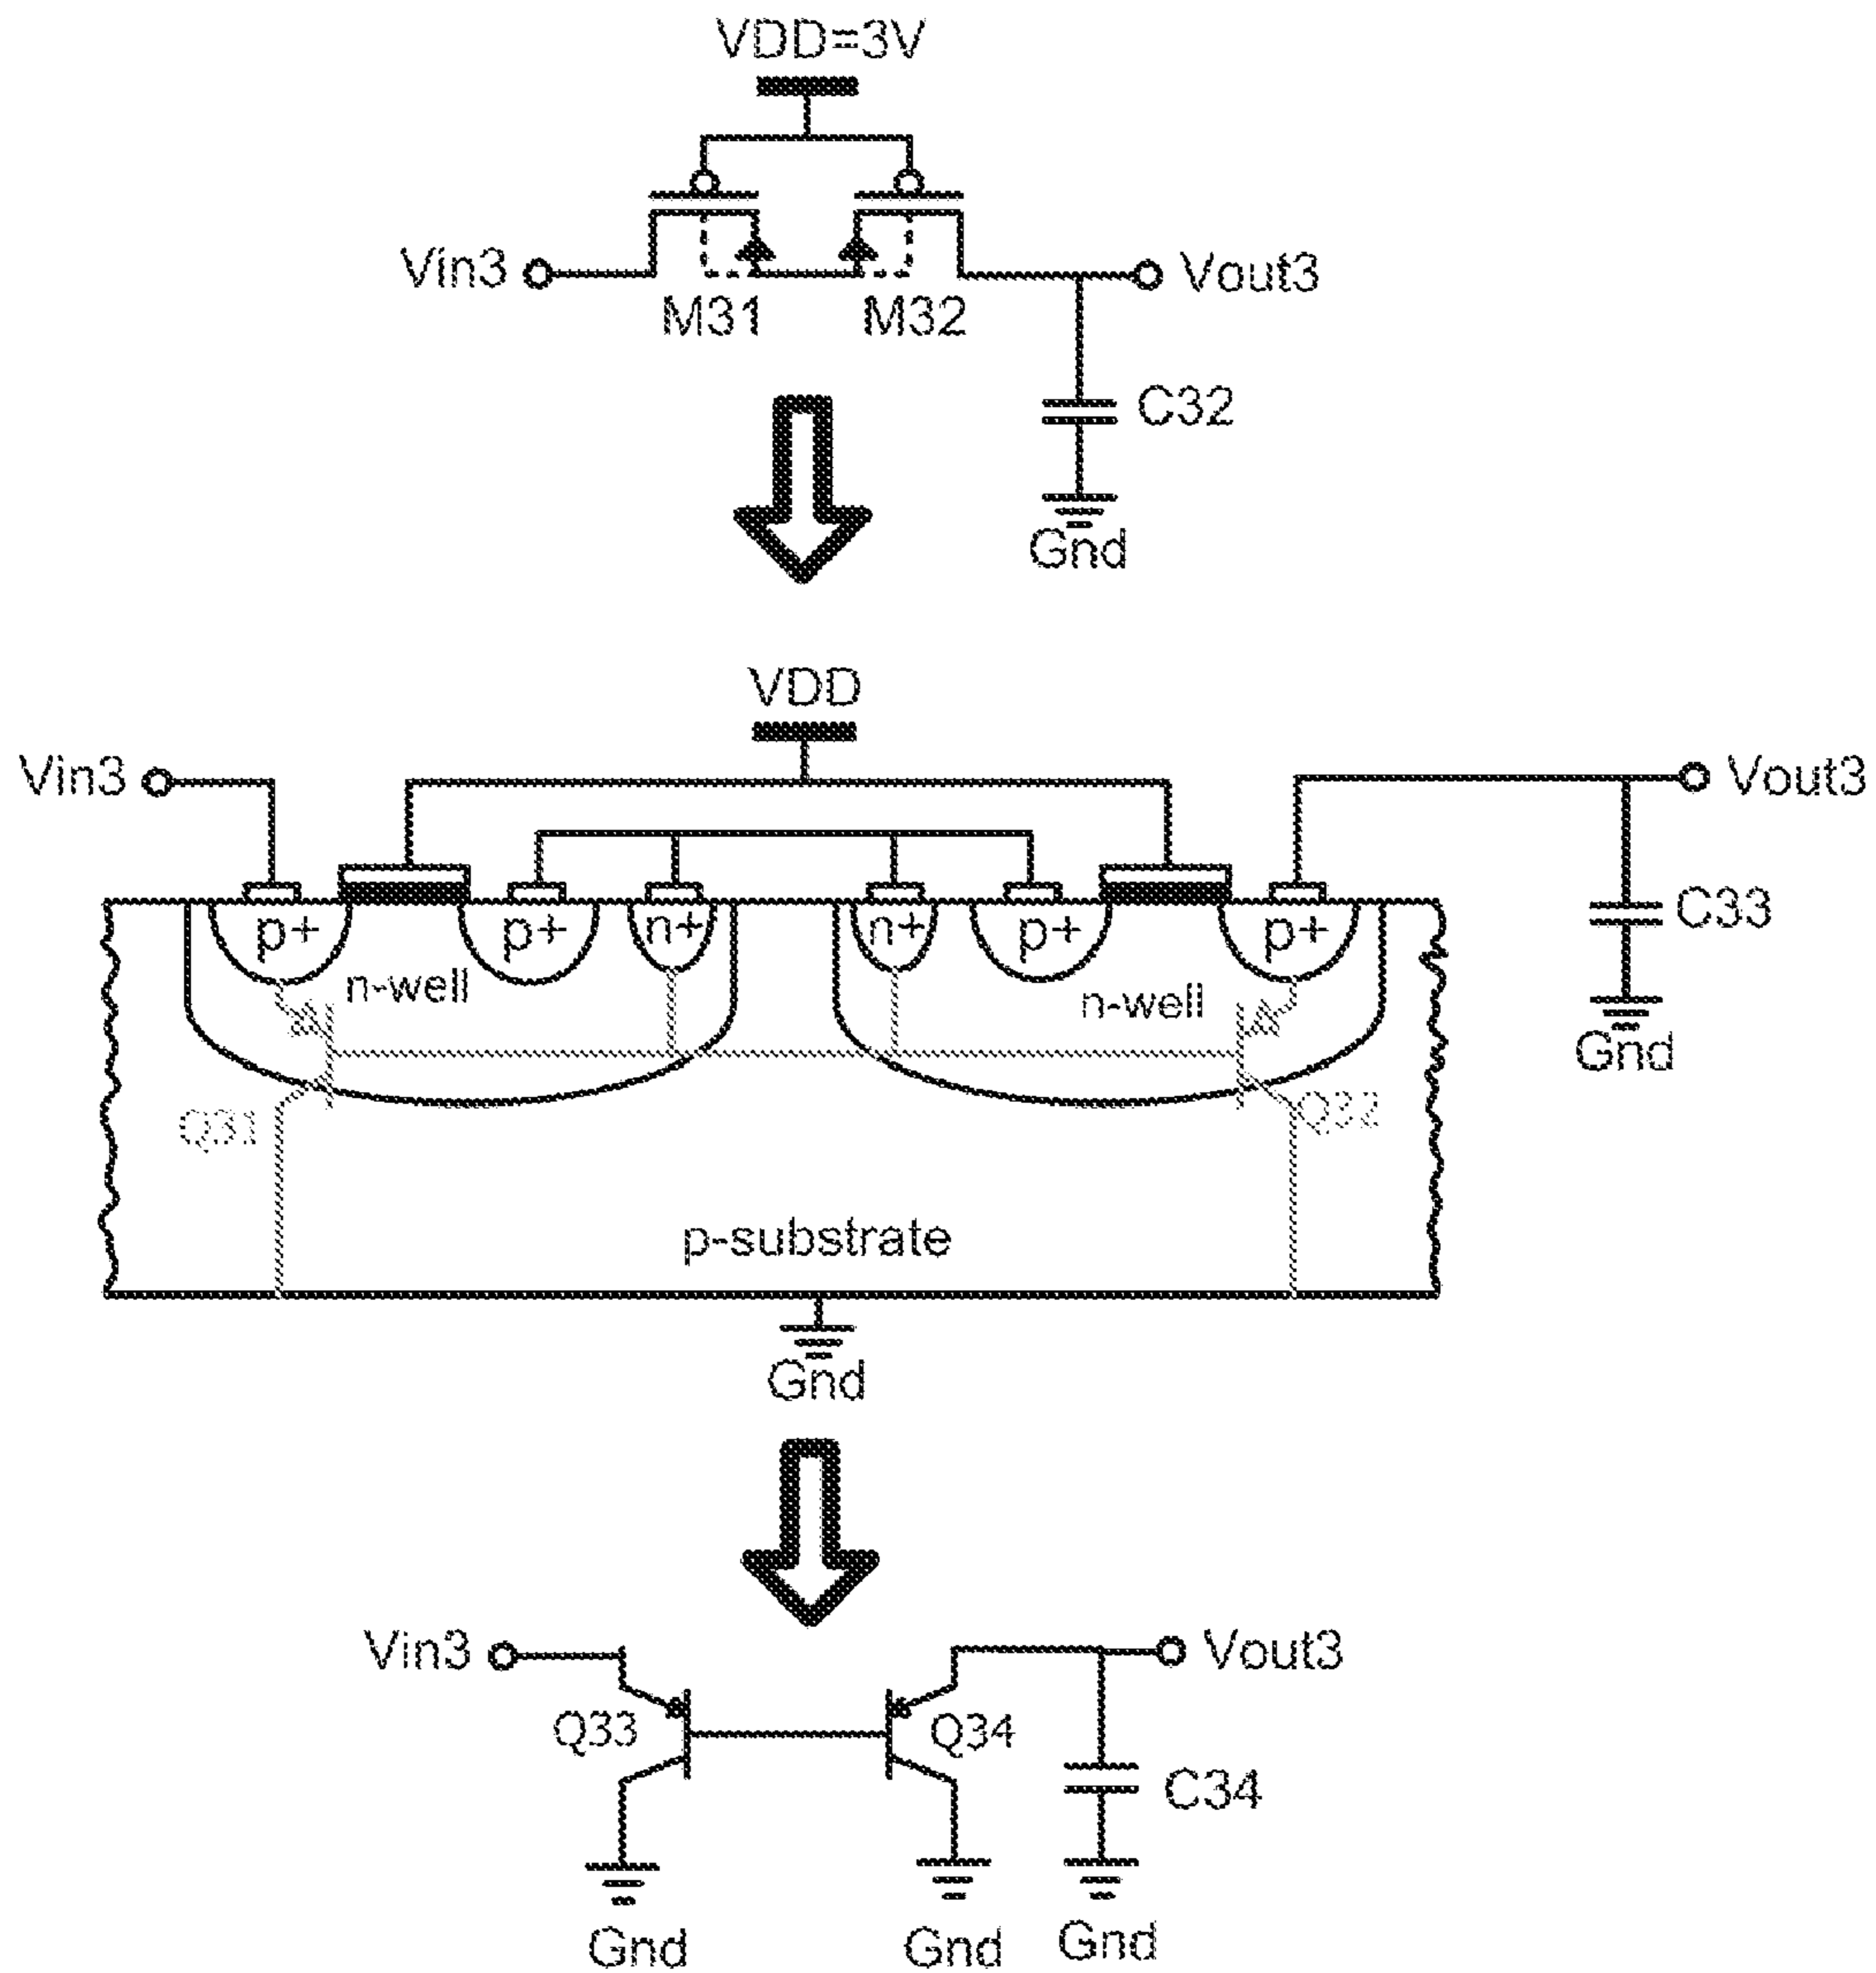 VDD=3V
Vin3
Vout3
M31
M32
C32
Gnd
VDD
Vin3
Vout3
p+
p+
n+
n+
p+
p+
C33
n-well
n-well
Gnd
Q31
Q32
p-substrate
Gnd
Vin3
Vout3
Q33
Q34
C34
Gnd
Gnd
Gnd